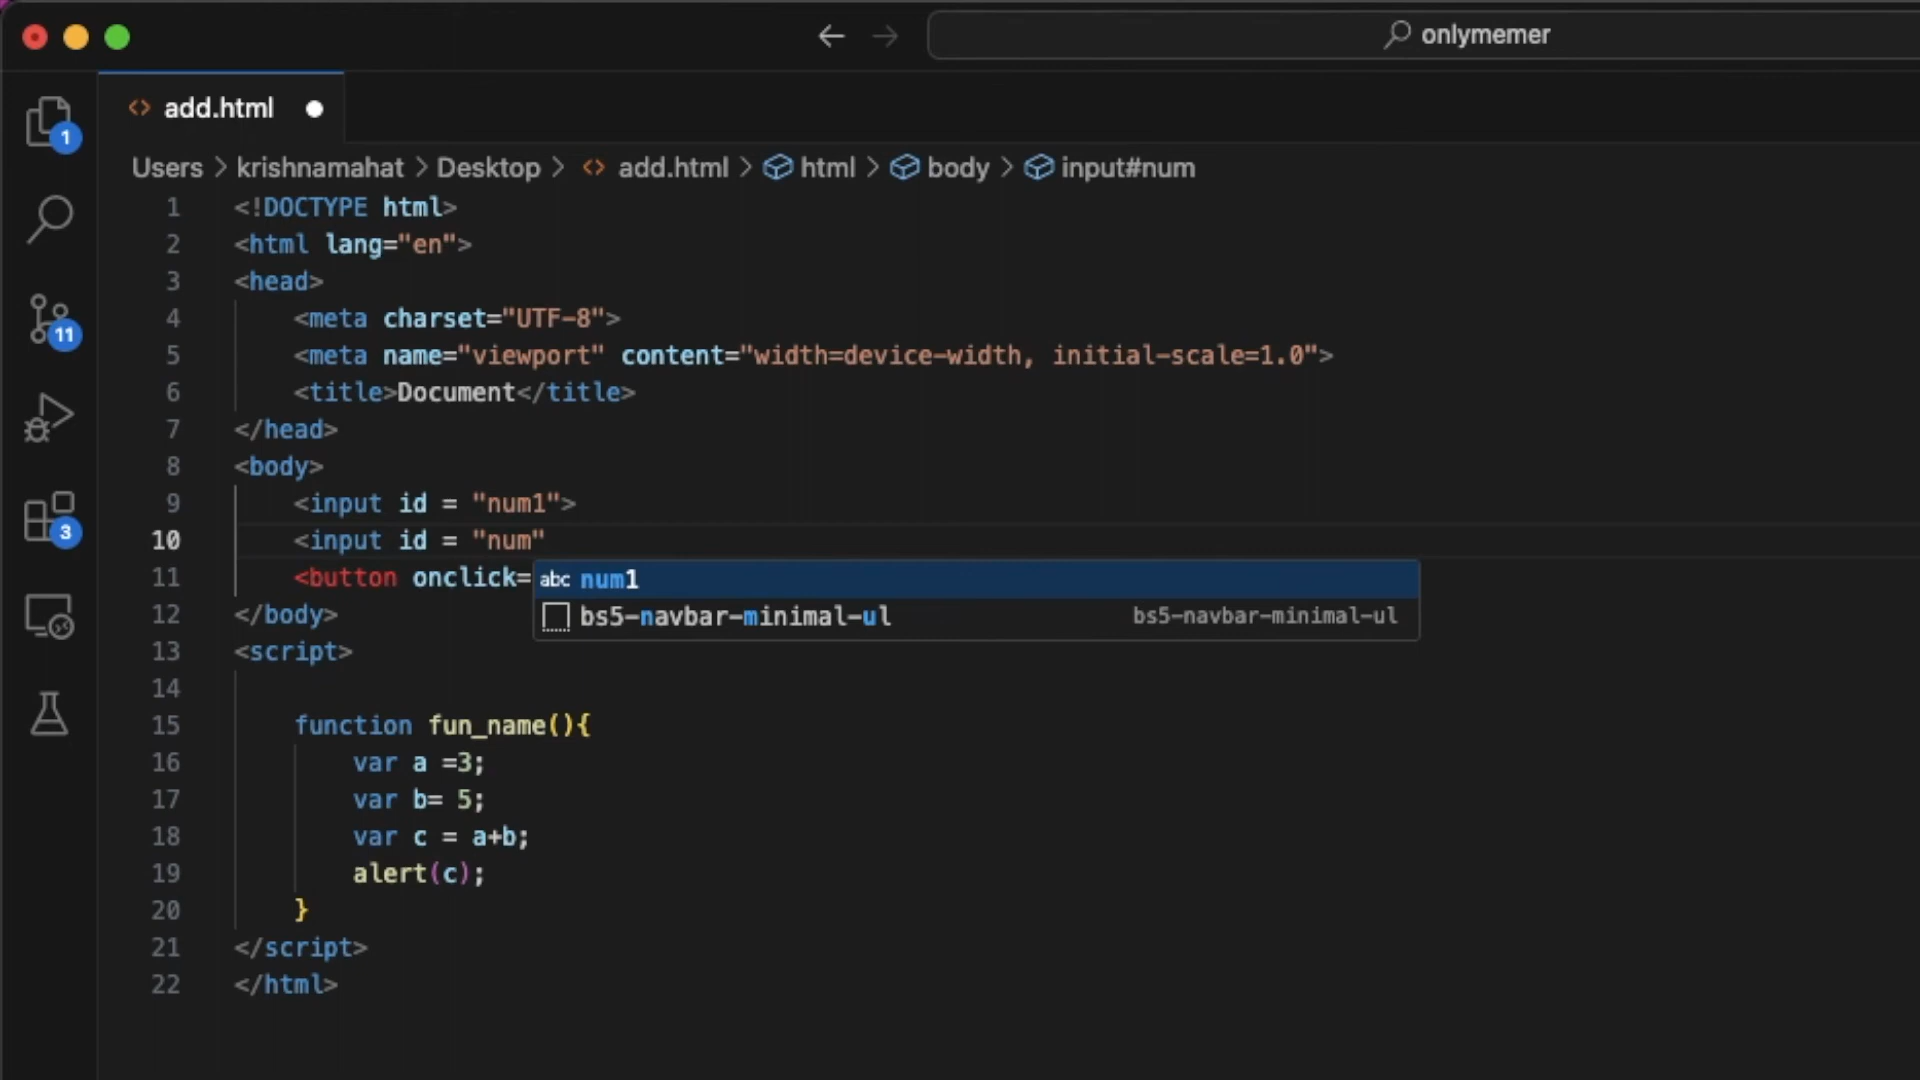 onlymemer
1
add.html
Users > krishnamahat > Desktop > <> add.html > html > body > input#num
1 <!DOCTYPE html>
2 <html lang="en">
3 <head>
4 <meta charset="UTF-8">
5 <meta name="viewport" content="width=device-width, initial-scale=1.0">
6 <title>Document</title>
7 </head>
8 <body>
9 <input id = "num1">
10 <input id = "num"
11 <button onclick=
abc num1
bs5-navbar-minimal-ul bs5-navbar-minimal-ul
12 </body>
13 <script>
14
15 function fun_name(){
16 var a =3;
17 var b= 5;
18 var c = a+b;
19 alert(c);
20 }
21 </script>
22 </html>
11
3